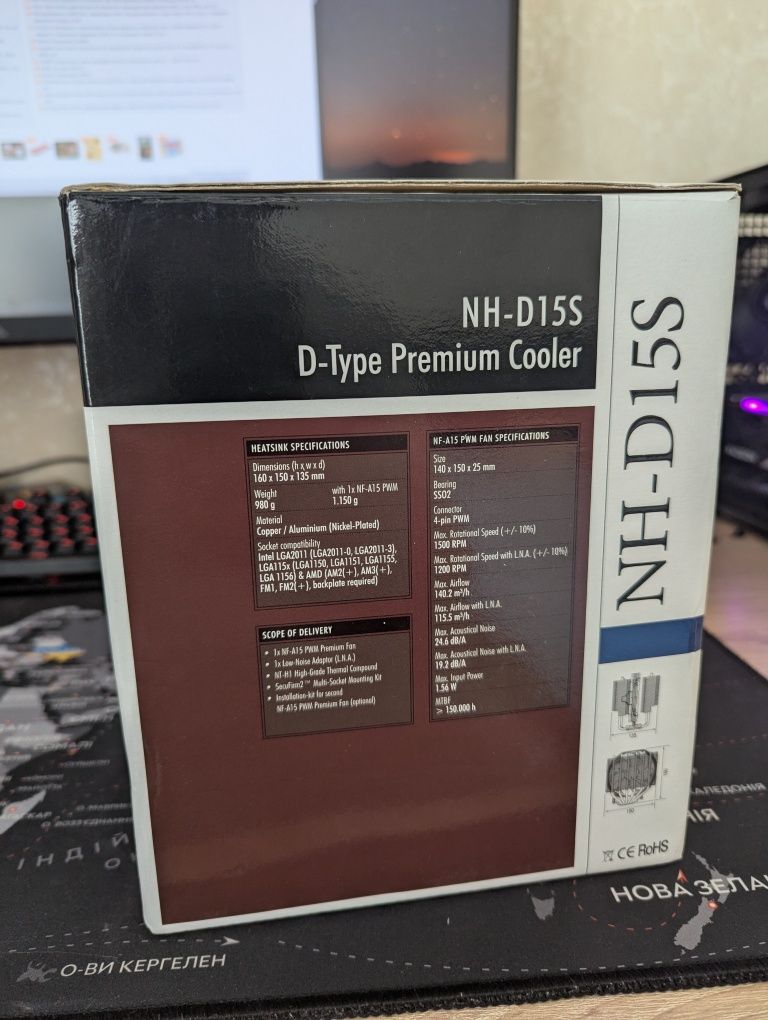 NH-D15S
D-Type Premium Cooler
HEATSINK SPECIFICATIONS
Dimensions (h x w x d)
160 x 150 x 135 mm
Weight
with 1x NF-A15 PWM
980 g
1.150 g
Material
Copper / Aluminium (Nickel-Plated)
Socket compatibility
Intel LGA2011 (LGA2011-0, LGA2011-3),
LGA115x (LGA1150, LGA1151, LGA1155,
LGA 1156) & AMD (AM2(+), AM3(+),
FM1, FM2(+), backplate required)
SCOPE OF DELIVERY
• 1x NF-A15 PWM Premium Fan
• 1x Low-Noise Adaptor (L.N.A.)
• NT-H1 High-Grade Thermal Compound
• SecuFirm2™ Multi-Socket Mounting Kit
• Installation-kit for second
NF-A15 PWM Premium Fan (optional)
NF-A15 PWM FAN SPECIFICATIONS
Size
140 x 150 x 25 mm
Bearing
SSO2
Connector
4-pin PWM
Max. Rotational Speed (+/- 10%)
1500 RPM
Max. Rotational Speed with L.N.A. (+/- 10%)
1200 RPM
Max. Airflow
140.2 m³/h
Max. Airflow with L.N.A.
115.5 m³/h
Max. Acoustical Noise
24.6 dB/A
Max. Acoustical Noise with L.N.A.
19.2 dB/A
Max. Input Power
1.56 W
MTBF
> 150.000 h
NH-D15S
135
150
CE RoHS
ІНДІЙ
НОВА ЗЕЛА
О-ВИ КЕРГЕЛЕН